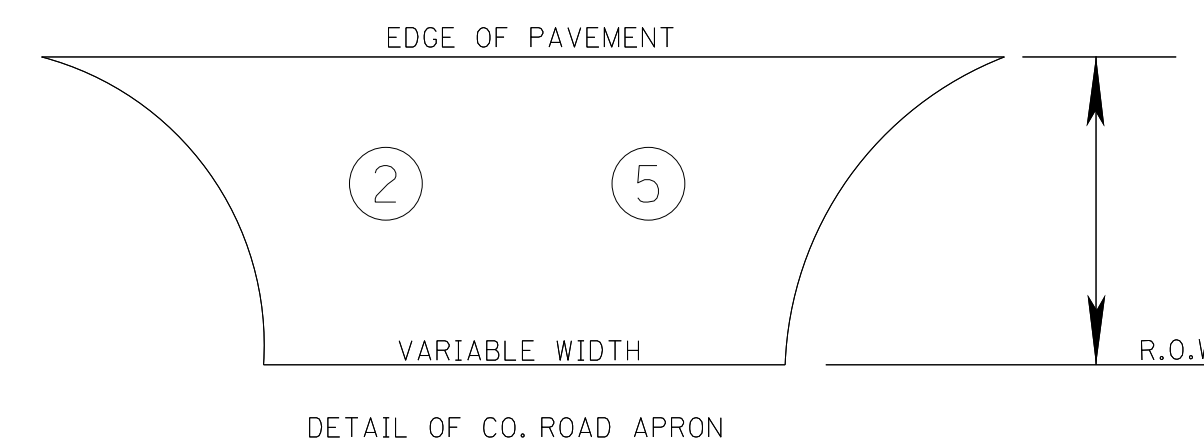 EDGE OF PAVEMENT
2 5
VARIABLE WIDTH
R.O.
DETAIL OF CO. ROAD APRON